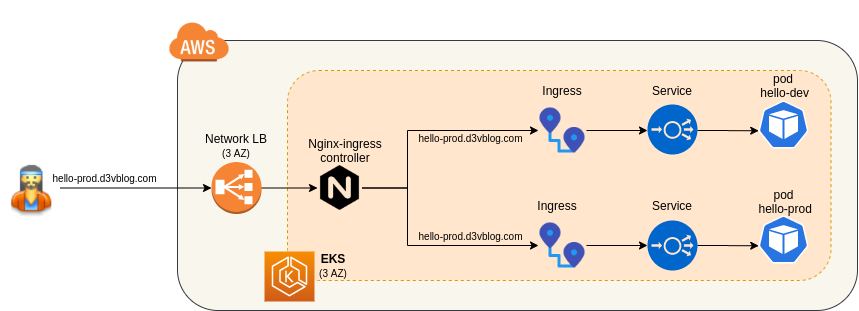 AWS
Network LB
(3 AZ)
hello-prod.d3vblog.com
Nginx-ingress
controller
N
hello-prod.d3vblog.com
Ingress
Service
pod
hello-dev
hello-prod.d3vblog.com
Ingress
Service
pod
hello-prod
K
EKS
(3 AZ)